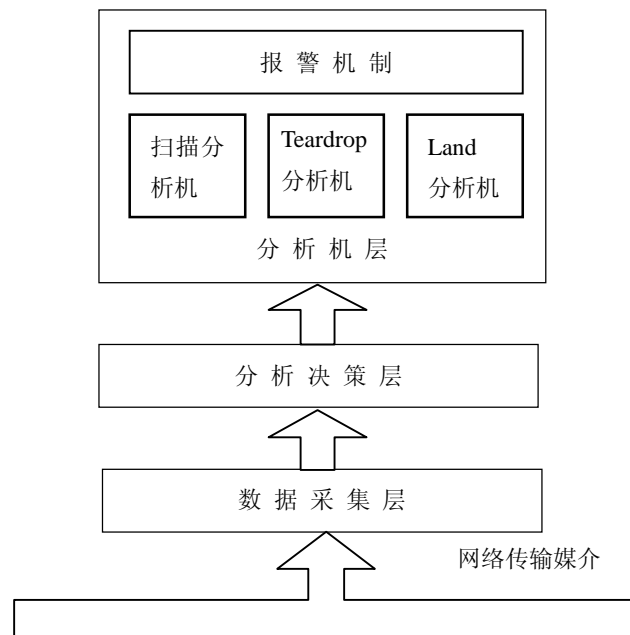 报 警 机 制
扫描分
析机
Teardrop
分析机
Land
分析机
分 析 机 层
分 析 决 策 层
数 据 采 集 层
网络传输媒介